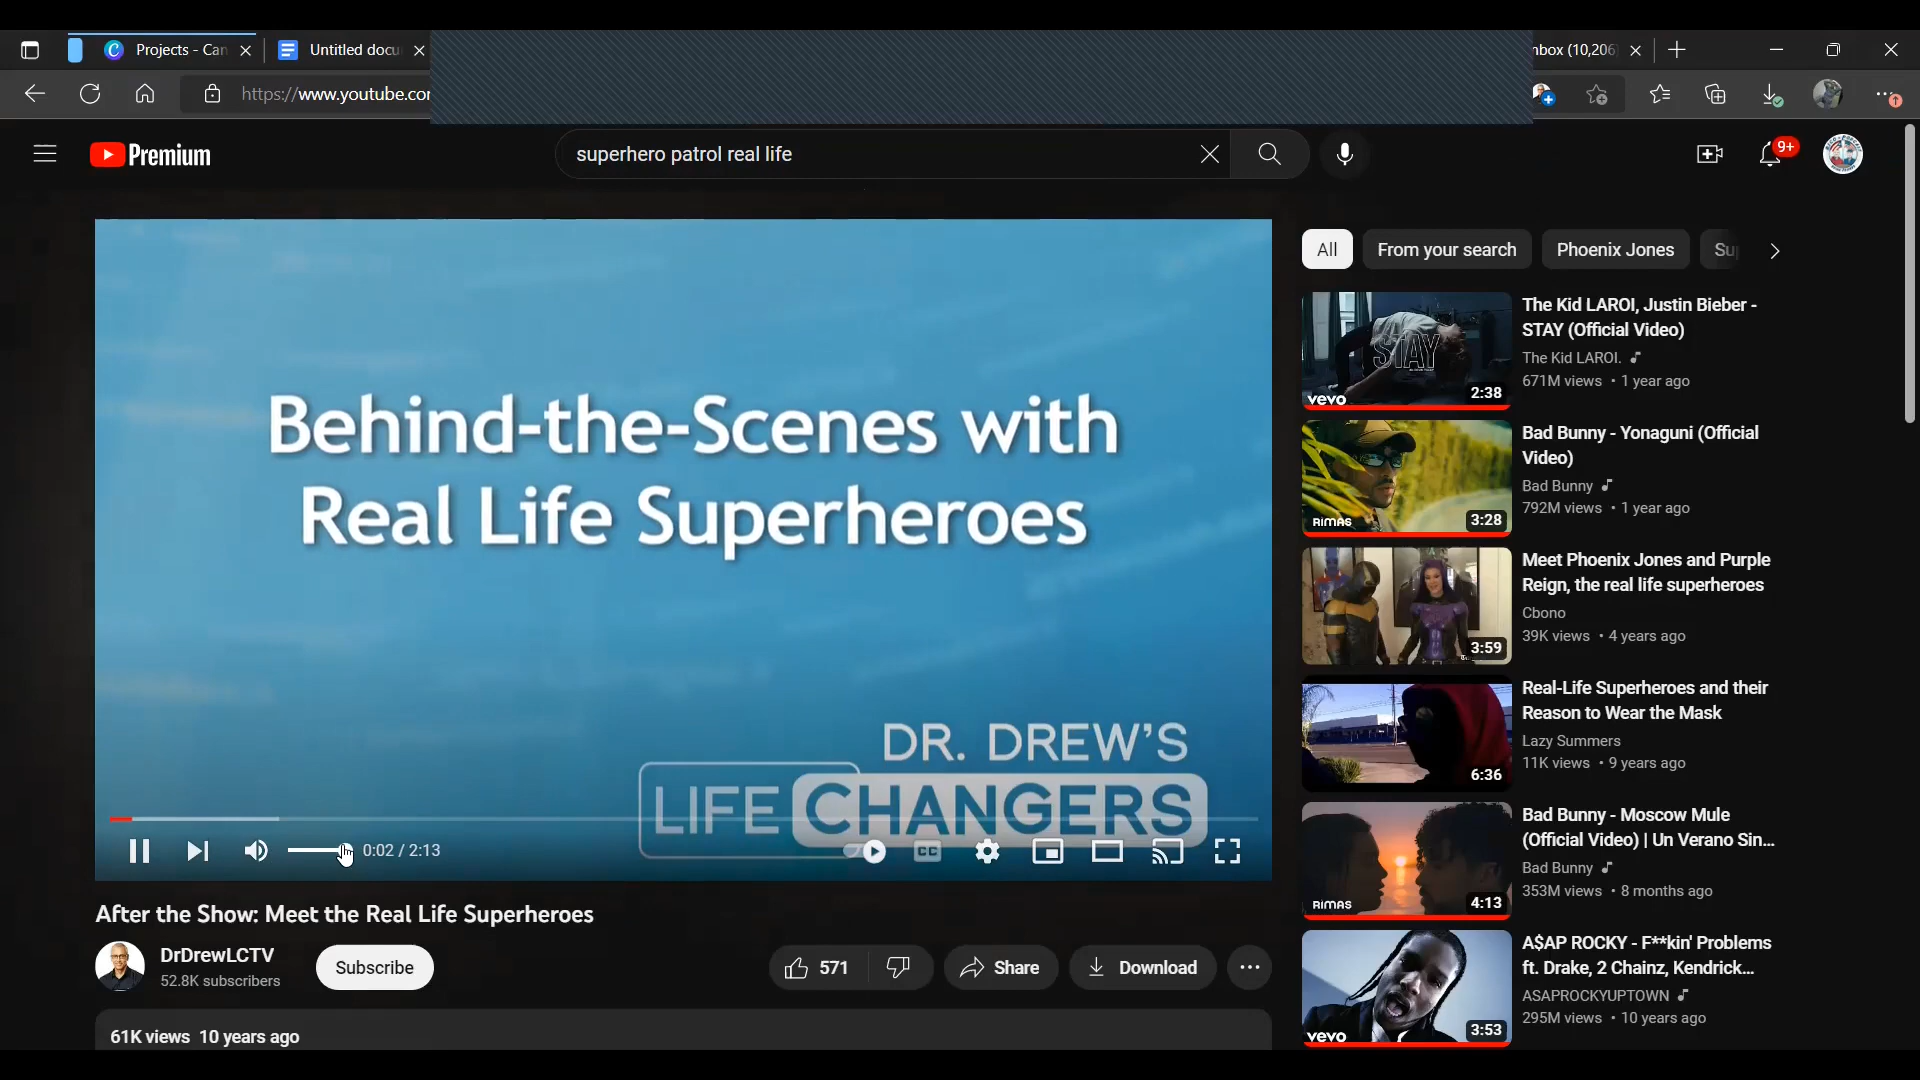 Projects - Can
Untitled docu
nbox (10,206
https://www.youtube.com
Premium
superhero patrol real life
9+
Behind-the-Scenes with
Real Life Superheroes
DR. DREW'S
LIFE CHANGERS
0:02 / 2:13
CC
After the Show: Meet the Real Life Superheroes
DrDrewLCTV
52.8K subscribers
Subscribe
571
Share
Download
61K views 10 years ago
All
From your search
Phoenix Jones
Su
STAY
vevo
2:38
The Kid LAROI, Justin Bieber -
STAY (Official Video)
The Kid LAROI.
671M views • 1 year ago
RIMAS
3:28
Bad Bunny - Yonaguni (Official
Video)
Bad Bunny
792M views • 1 year ago
3:59
Meet Phoenix Jones and Purple
Reign, the real life superheroes
Cbono
39K views • 4 years ago
6:36
Real-Life Superheroes and their
Reason to Wear the Mask
Lazy Summers
11K views • 9 years ago
RIMAS
4:13
Bad Bunny - Moscow Mule
(Official Video) | Un Verano Sin...
Bad Bunny
353M views • 8 months ago
vevo
3:53
A$AP ROCKY - F**kin' Problems
ft. Drake, 2 Chainz, Kendrick...
ASAPROCKYUPTOWN
295M views • 10 years ago